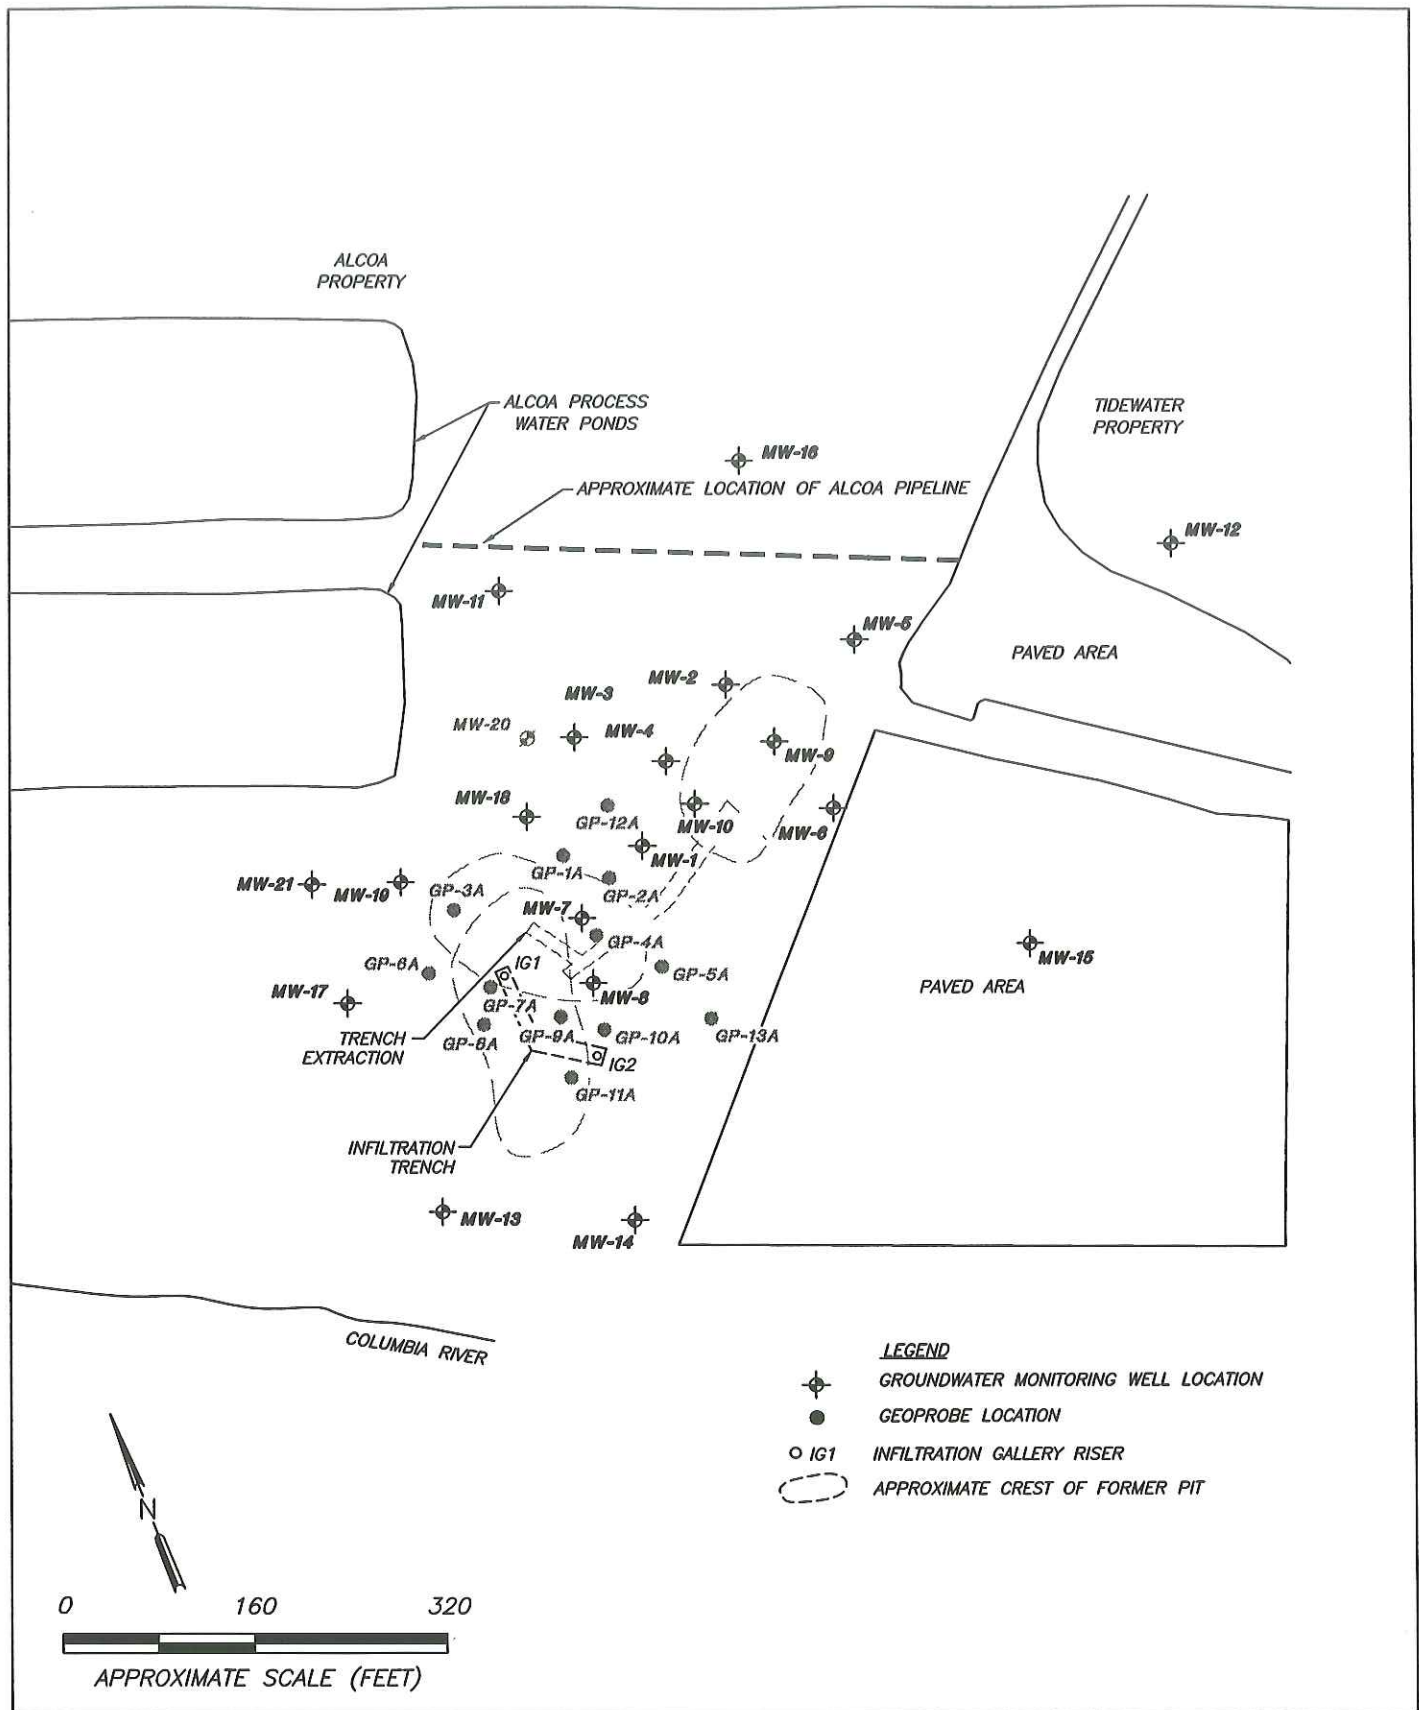 ALCOA
PROPERTY
ALCOA PROCESS
WATER PONDS
TIDEWATER
PROPERTY
MW-16
APPROXIMATE LOCATION OF ALCOA PIPELINE
MW-12
MW-11
MW-5
PAVED AREA
MW-2
MW-3
MW-20
MW-4
MW-9
MW-18
GP-12A
MW-10
MW-6
MW-1
GP-1A
MW-21
MW-19
GP-3A
GP-2A
MW-7
GP-4A
MW-15
GP-6A
IG1
GP-5A
MW-17
GP-7A
MW-8
PAVED AREA
TRENCH
EXTRACTION
GP-8A
GP-9A
GP-10A
GP-13A
IG2
GP-11A
INFILTRATION
TRENCH
MW-13
MW-14
COLUMBIA RIVER
LEGEND
GROUNDWATER MONITORING WELL LOCATION
GEOPROBE LOCATION
IG1 INFILTRATION GALLERY RISER
APPROXIMATE CREST OF FORMER PIT
N
0 160 320
APPROXIMATE SCALE (FEET)